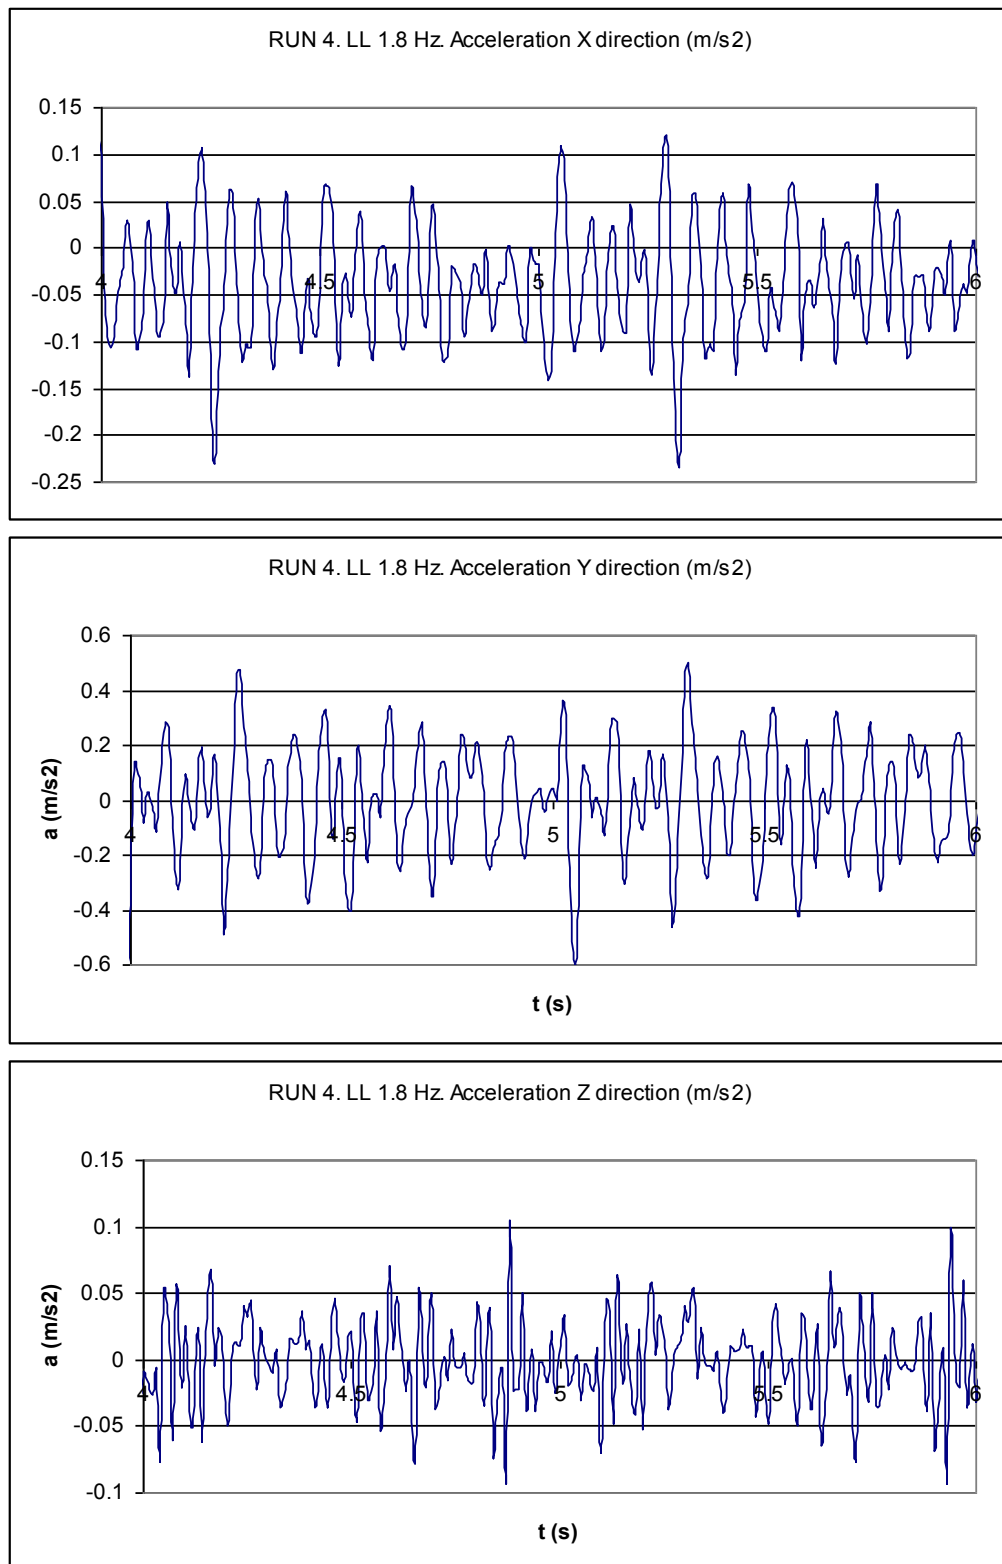 RUN 4. LL 1.8 Hz. Acceleration X direction (m/s2)
0.15
0.1
0.05
0
-0.05
-0.1
-0.15
-0.2
-0.25
4 4.5 5 5.5 6
RUN 4. LL 1.8 Hz. Acceleration Y direction (m/s2)
0.6
0.4
0.2
0
-0.2
-0.4
-0.6
4 4.5 5 5.5 6
a (m/s2)
t (s)
RUN 4. LL 1.8 Hz. Acceleration Z direction (m/s2)
0.15
0.1
0.05
0
-0.05
-0.1
4 4.5 5 5.5 6
a (m/s2)
t (s)